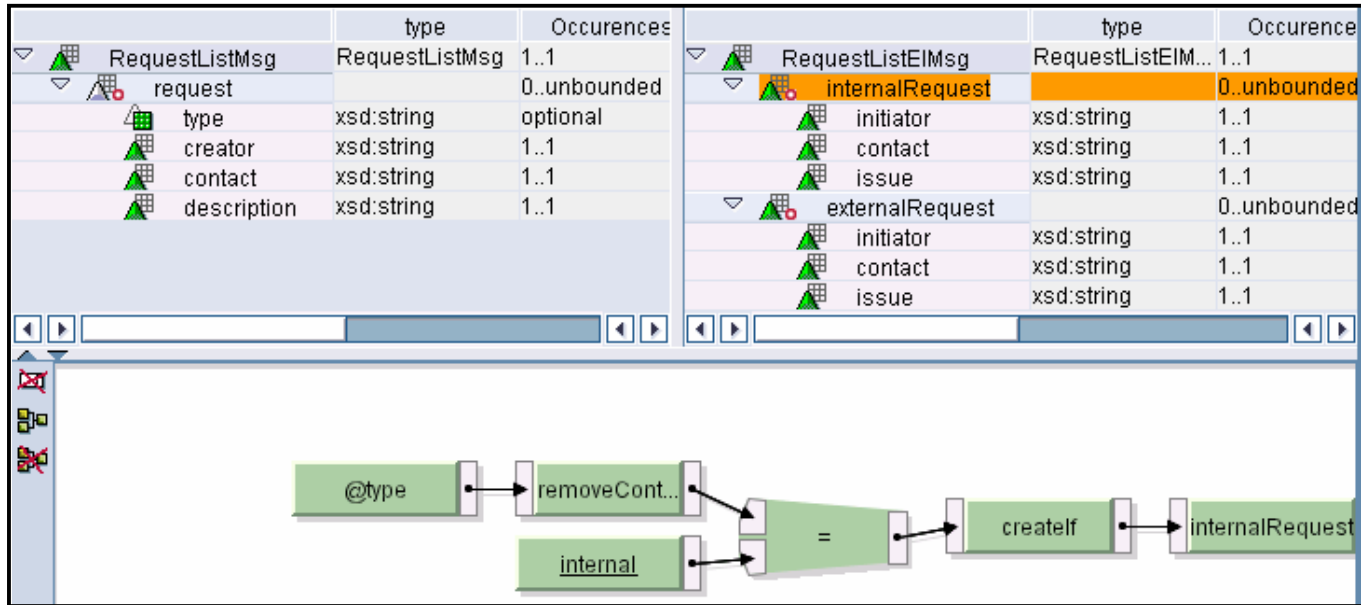 type Occurences type Occurence
RequestListMsg RequestListMsg 1..1 RequestListElMsg RequestListElM... 1..1
request 0..unbounded internalRequest 0..unbounded
type xsd:string optional initiator xsd:string 1..1
creator xsd:string 1..1 contact xsd:string 1..1
contact xsd:string 1..1 issue xsd:string 1..1
description xsd:string 1..1 externalRequest 0..unbounded
initiator xsd:string 1..1
contact xsd:string 1..1
issue xsd:string 1..1
@type removeCont...
= createIf internalRequest
internal